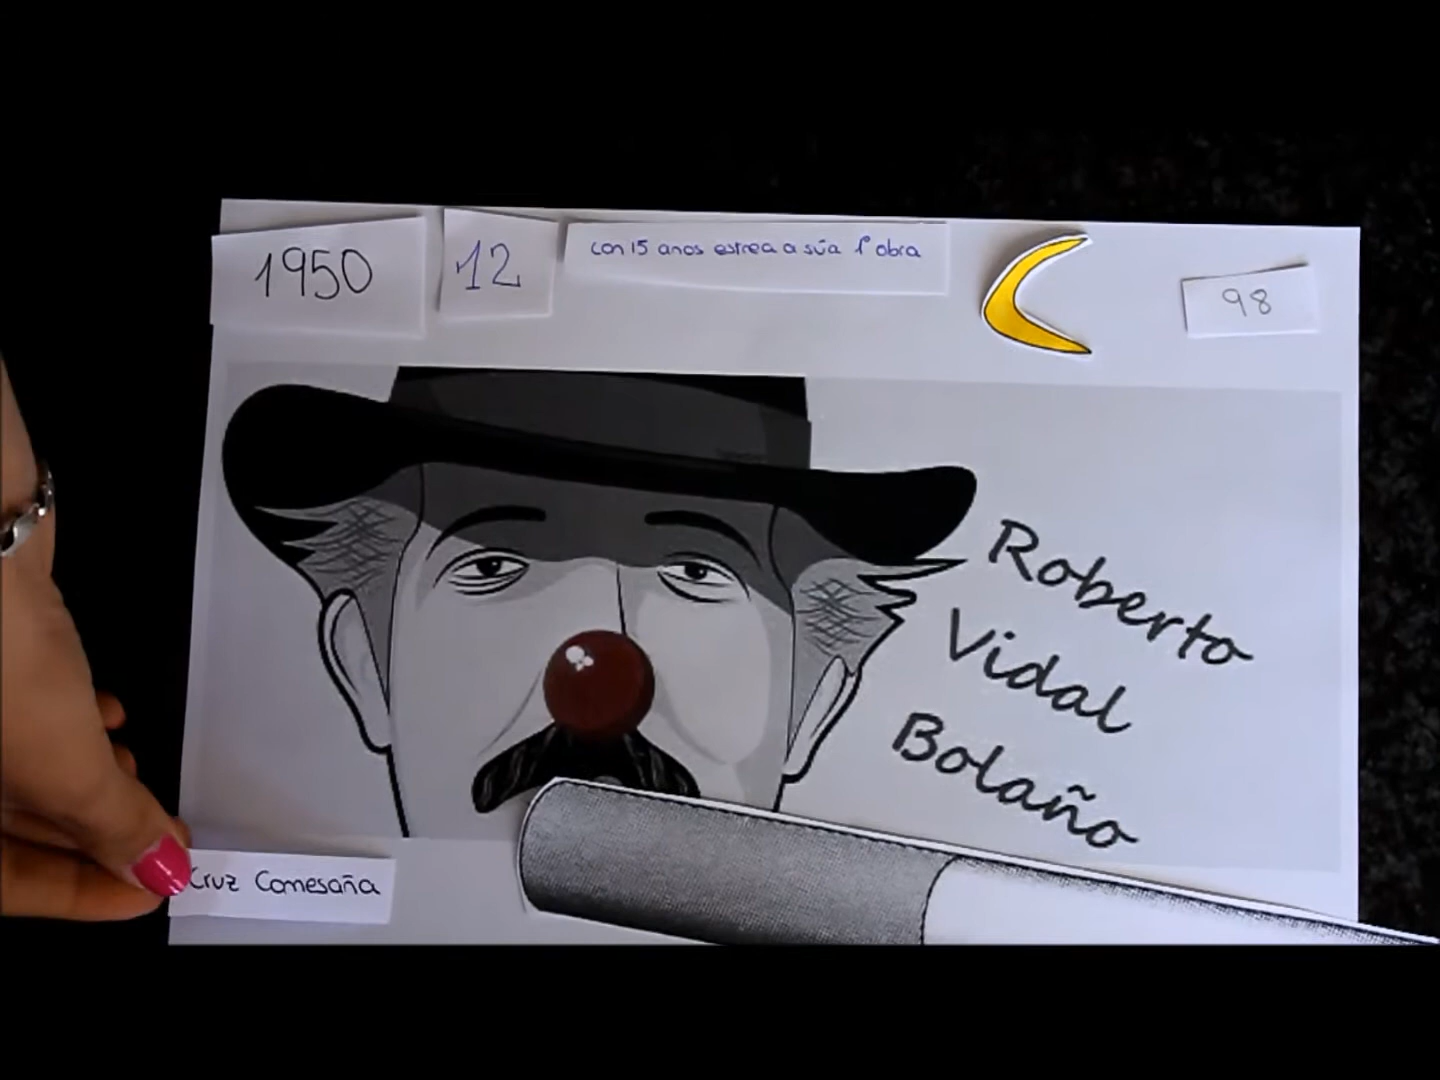 1950
12
con 15 anos estrea a súa 1ª obra
98
Roberto
Vidal
Bolaño
Cruz Comesaña